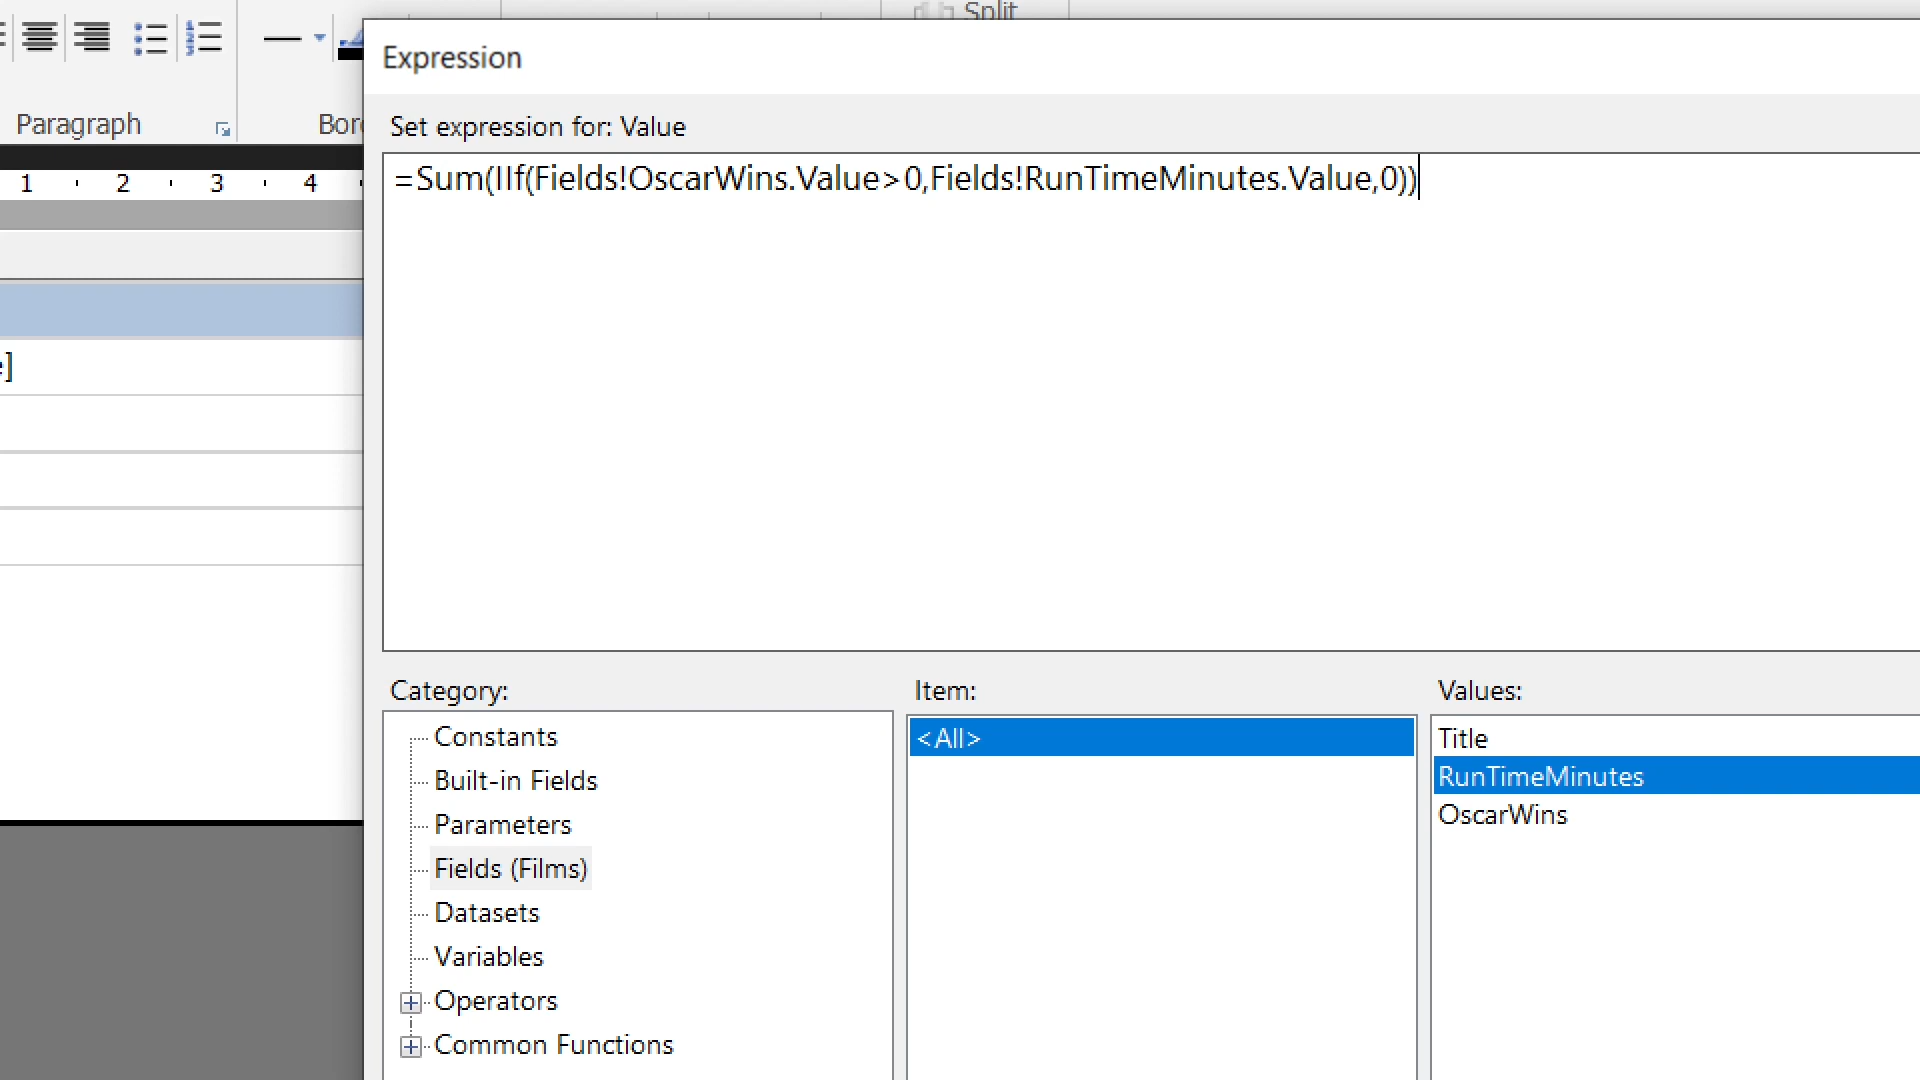 Split
Paragraph
Bor
1 2 3 4
e]
Expression
Set expression for: Value
=Sum(IIf(Fields!OscarWins.Value>0,Fields!RunTimeMinutes.Value,0))
Category:
Constants
Built-in Fields
Parameters
Fields (Films)
Datasets
Variables
Operators
Common Functions
Item:
<All>
Values:
Title
RunTimeMinutes
OscarWins